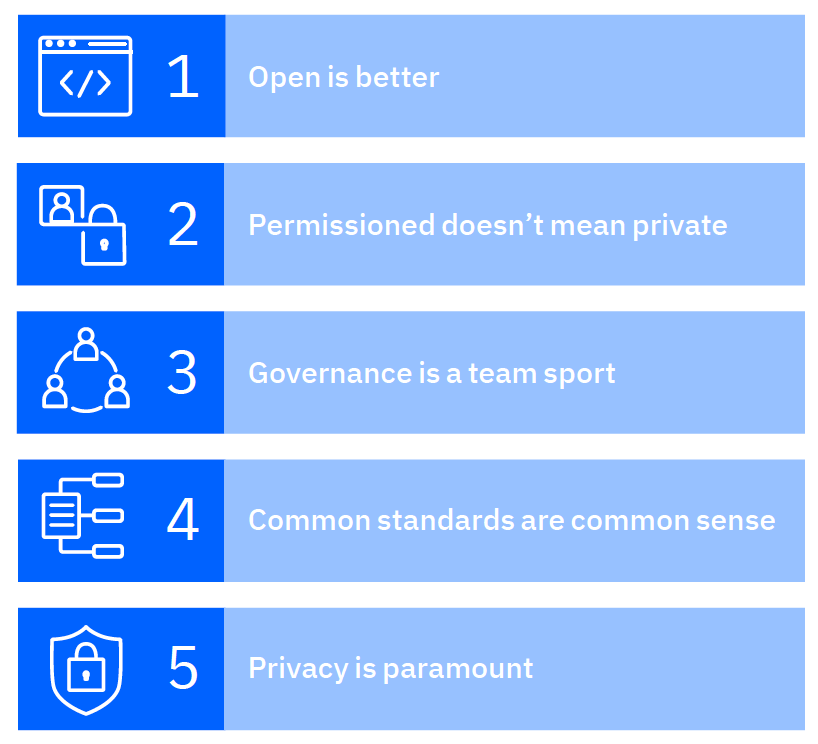 1 Open is better
2 Permissioned doesn’t mean private
3 Governance is a team sport
4 Common standards are common sense
5 Privacy is paramount